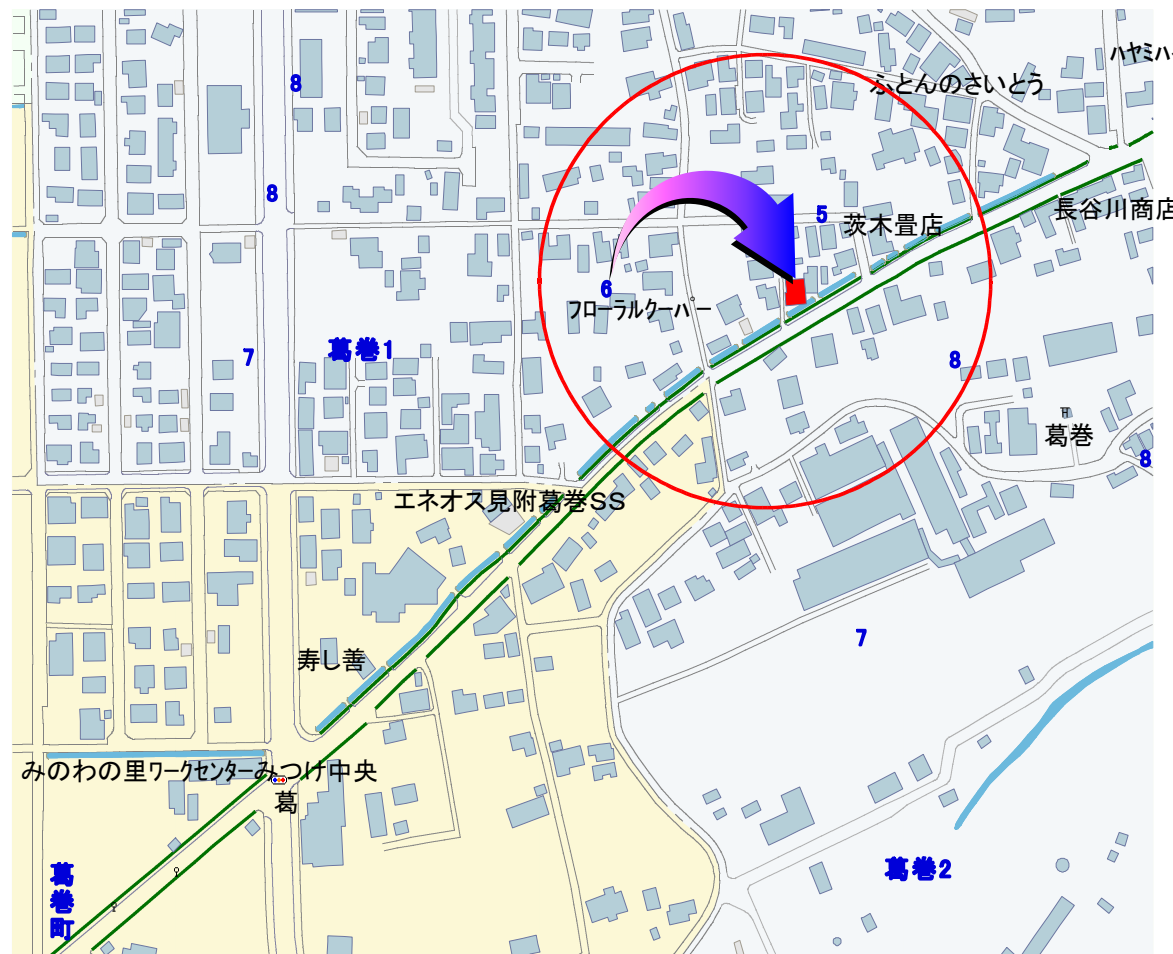 ハヤミハ
8
ふとんのさいとう
8
5
長谷川商店
茨木畳店
6
フローラルクーハー
葛巻1
7
8
葛巻
8
エネオス見附葛巻SS
7
寿し善
みのわの里ワークセンターみつけ中央
葛
葛巻2
葛
巻
町